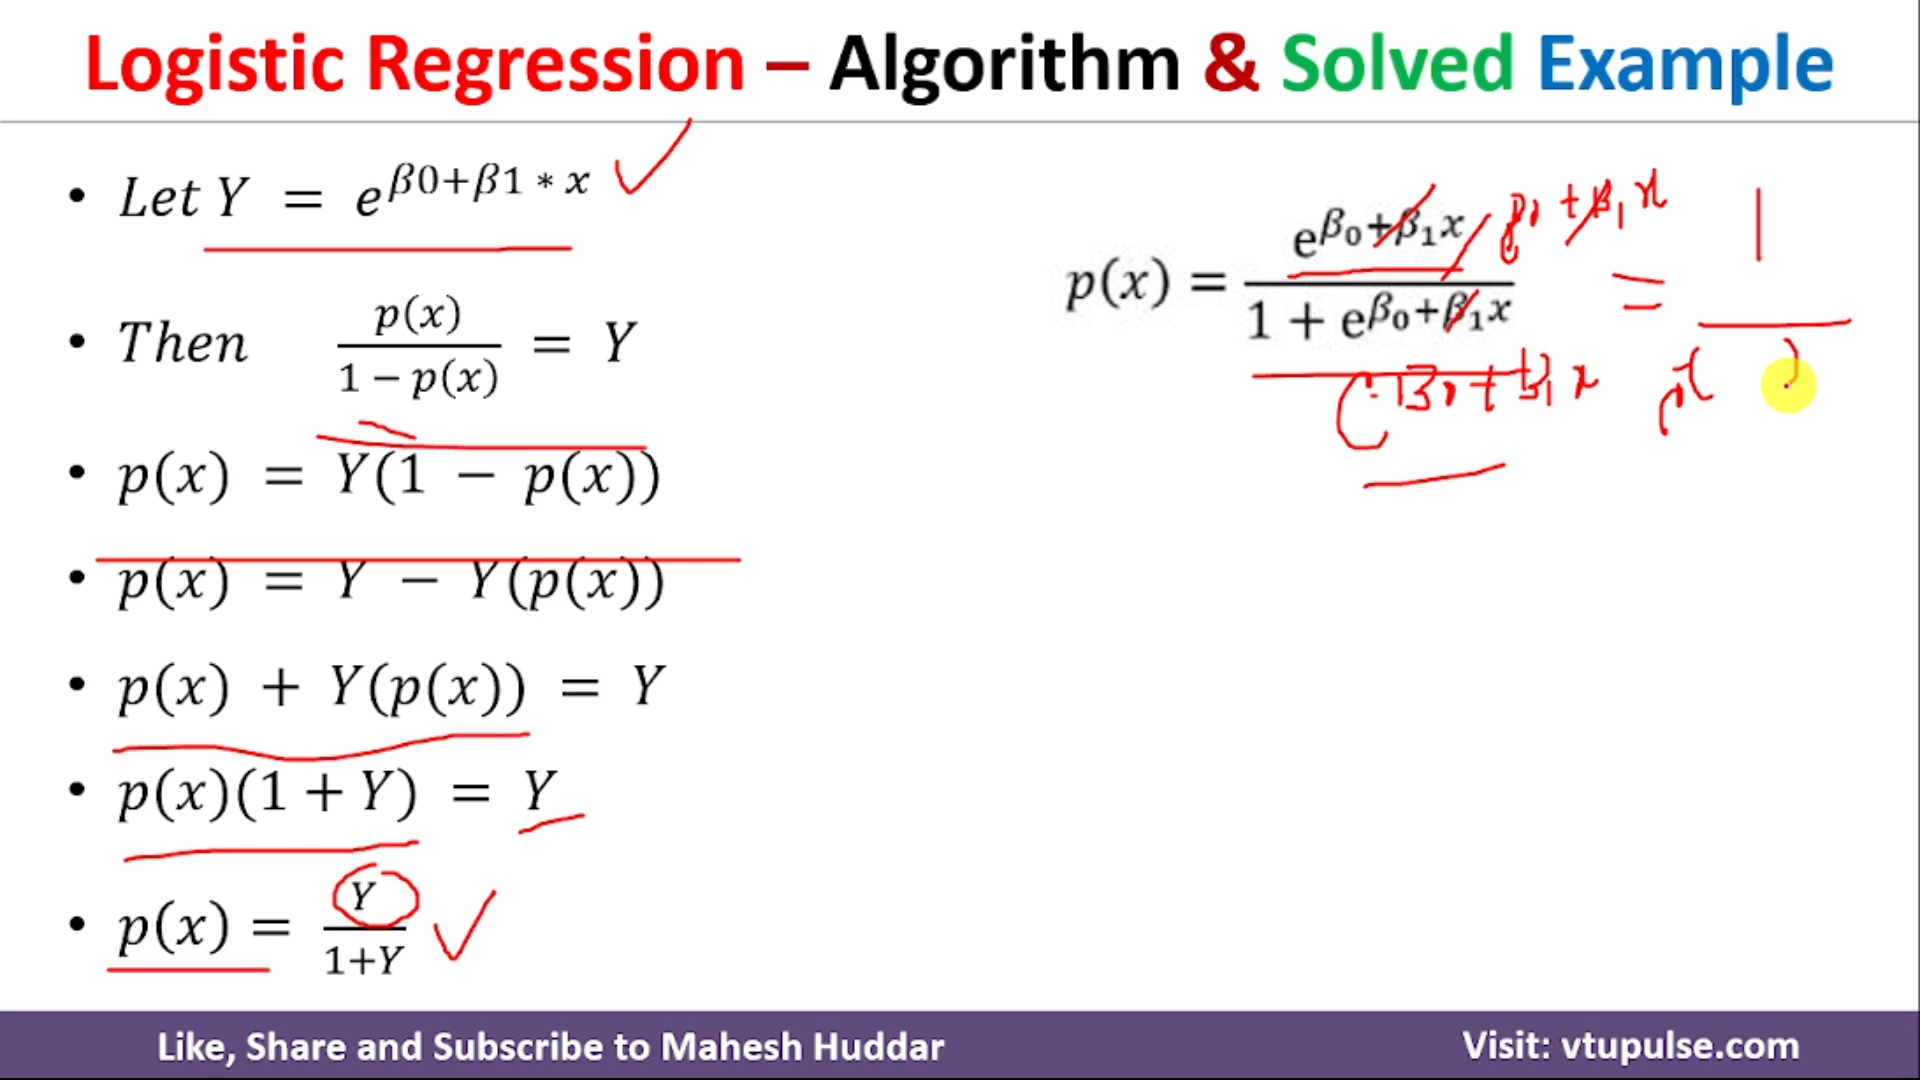 Logistic Regression – Algorithm & Solved Example
• Let Y = e^{β0+β1 * x}
• Then p(x) / 1 − p(x) = Y
• p(x) = Y(1 − p(x))
• p(x) = Y − Y(p(x))
• p(x) + Y(p(x)) = Y
• p(x)(1 + Y) = Y
• p(x) = Y / 1+Y
p(x) = e^{β₀+β₁x} / 1 + e^{β₀+β₁x}
= 1
Like, Share and Subscribe to Mahesh Huddar
Visit: vtupulse.com